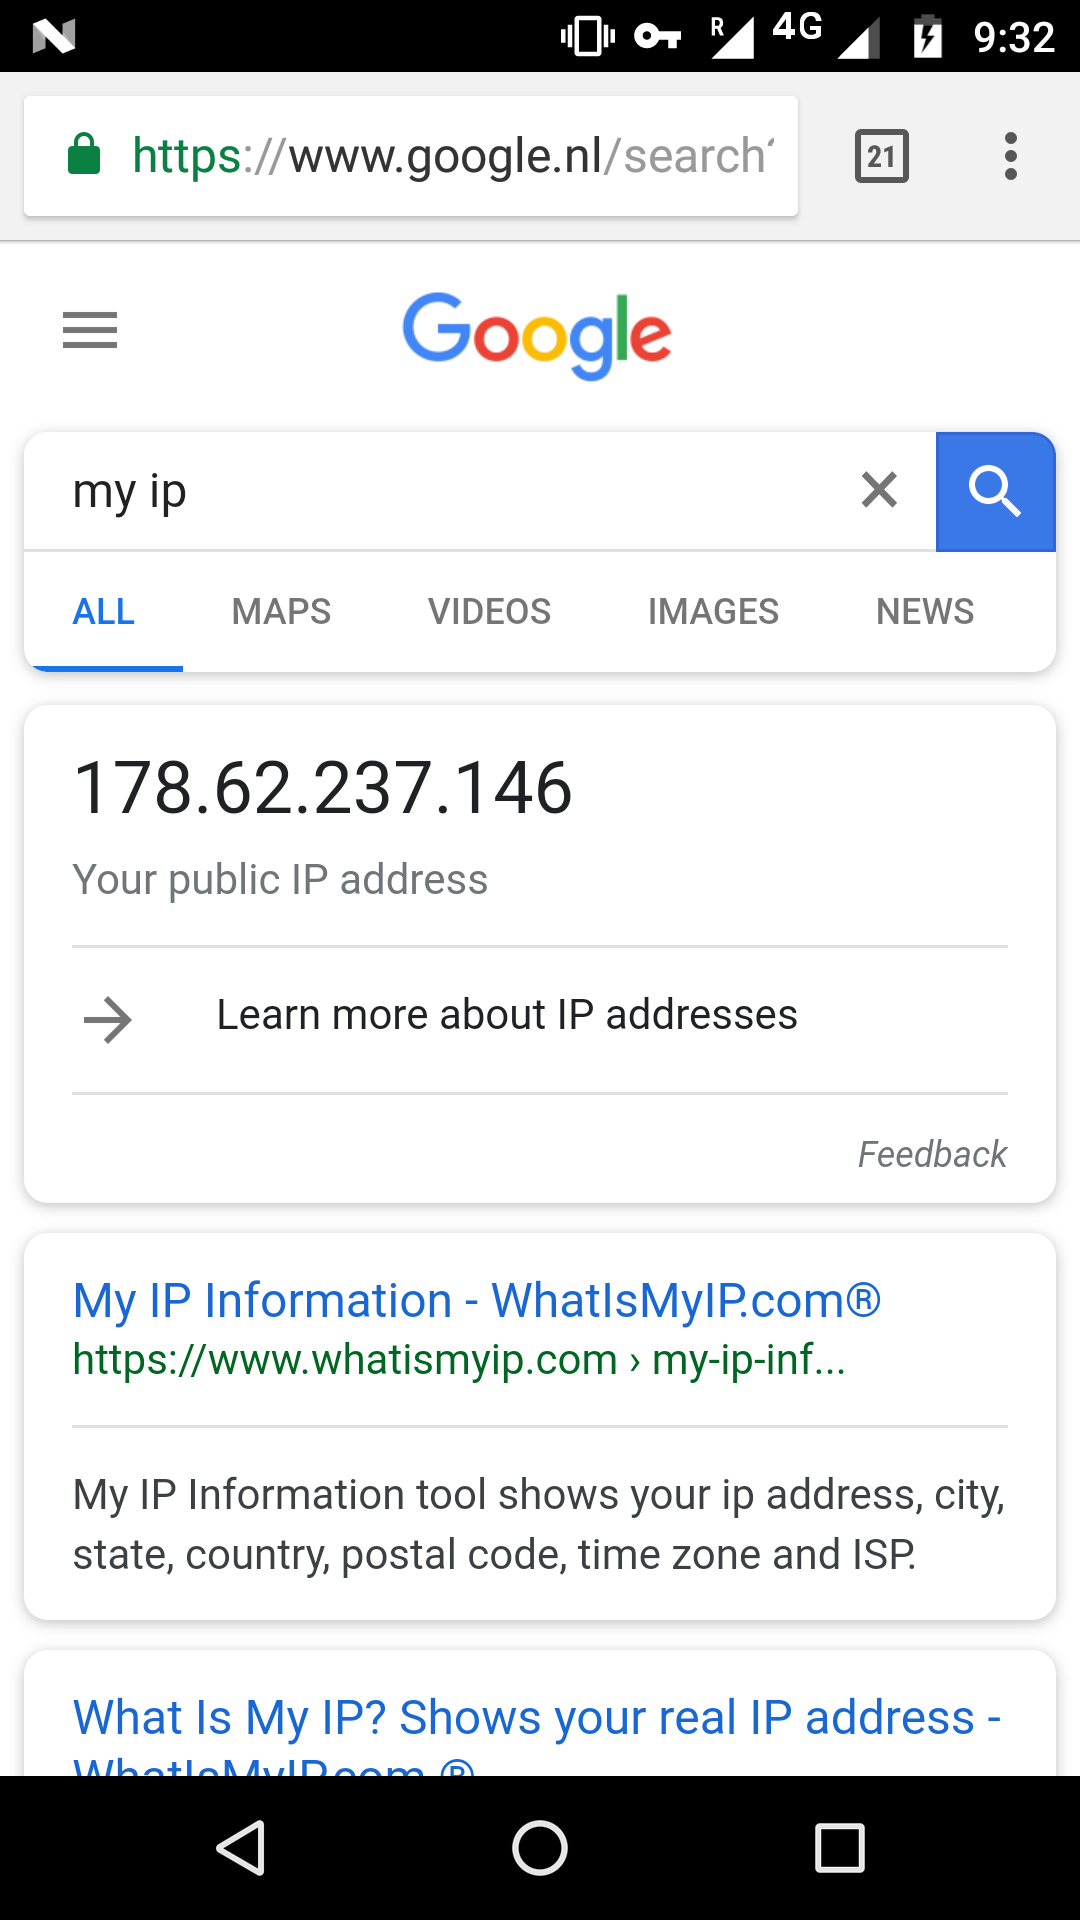 R 4G 9:32
https://www.google.nl/search
21
Google
my ip
ALL MAPS VIDEOS IMAGES NEWS
178.62.237.146
Your public IP address
Learn more about IP addresses
Feedback
My IP Information - WhatIsMyIP.com®
https://www.whatismyip.com › my-ip-inf...
My IP Information tool shows your ip address, city,
state, country, postal code, time zone and ISP.
What Is My IP? Shows your real IP address -
WhatIsMyIP.com ®